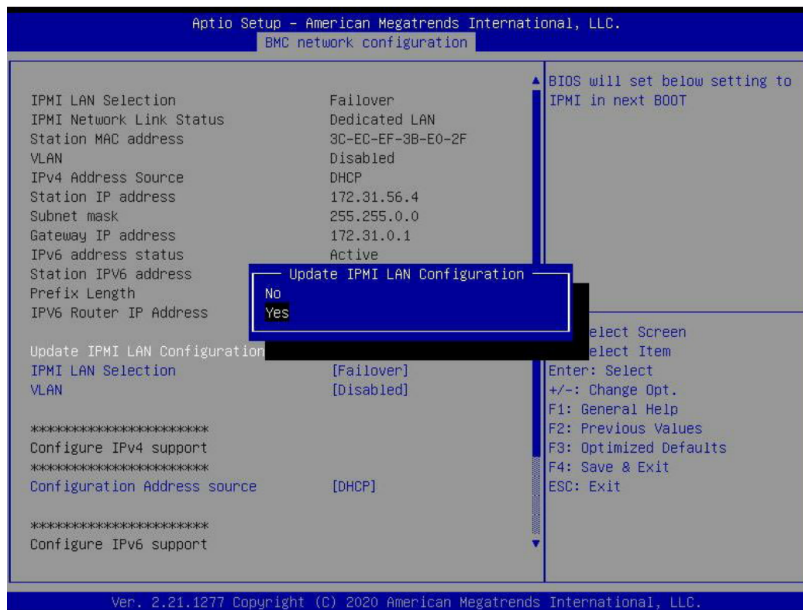 Aptio Setup – American Megatrends International, LLC.
BMC network configuration
IPMI LAN Selection Failover
IPMI Network Link Status Dedicated LAN
Station MAC address 3C-EC-EF-3B-E0-2F
VLAN Disabled
IPv4 Address Source DHCP
Station IP address 172.31.56.4
Subnet mask 255.255.0.0
Gateway IP address 172.31.0.1
IPv6 address status Active
Station IPV6 address
Prefix Length
IPV6 Router IP Address
Update IPMI LAN Configuration
No
Yes
Update IPMI LAN Configuration
IPMI LAN Selection [Failover]
VLAN [Disabled]
***********************
Configure IPv4 support
***********************
Configuration Address source [DHCP]
***********************
Configure IPv6 support
BIOS will set below setting to
IPMI in next BOOT
elect Screen
elect Item
Enter: Select
+/-: Change Opt.
F1: General Help
F2: Previous Values
F3: Optimized Defaults
F4: Save & Exit
ESC: Exit
Ver. 2.21.1277 Copyright (C) 2020 American Megatrends International, LLC.